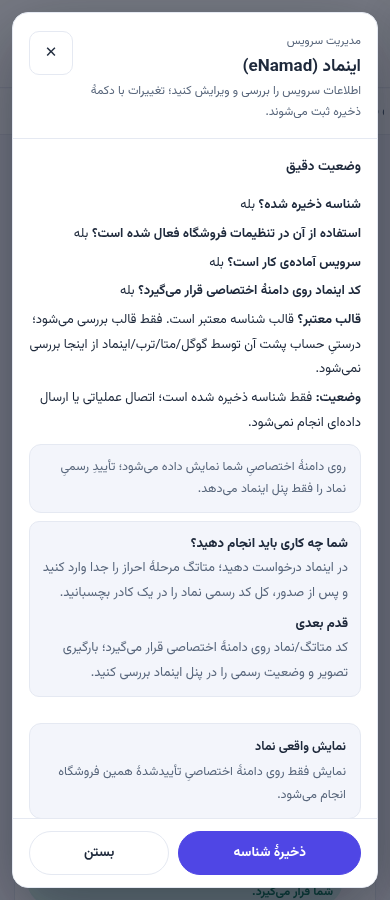 مدیریت سرویس
اینماد (eNamad)
اطلاعات سرویس را بررسی و ویرایش کنید؛ تغییرات با دکمهٔ
ذخیره ثبت می‌شوند.
وضعیت دقیق
شناسه ذخیره شده؟ بله
استفاده از آن در تنظیمات فروشگاه فعال شده است؟ بله
سرویس آماده‌ی کار است؟ بله
کد اینماد روی دامنهٔ اختصاصی قرار می‌گیرد؟ بله
قالب معتبر؟ قالب شناسه معتبر است. فقط قالب بررسی می‌شود؛
درستیِ حساب پشت آن توسط گوگل/متا/ترب/اینماد از اینجا بررسی
نمی‌شود.
وضعیت: فقط شناسه ذخیره شده است؛ اتصال عملیاتی یا ارسال
داده‌ای انجام نمی‌شود.
روی دامنهٔ اختصاصیِ شما نمایش داده می‌شود؛ تأییدِ رسمیِ
نماد را فقط پنل اینماد می‌دهد.
شما چه کاری باید انجام دهید؟
در اینماد درخواست دهید؛ متاتگ مرحلهٔ احراز را جدا وارد کنید
و پس از صدور، کل کد رسمی نماد را در یک کادر بچسبانید.
قدم بعدی
کد متاتگ/نماد روی دامنهٔ اختصاصی قرار می‌گیرد؛ بارگیری
تصویر و وضعیت رسمی را در پنل اینماد بررسی کنید.
نمایش واقعی نماد
نمایش فقط روی دامنهٔ اختصاصیِ تأییدشدهٔ همین فروشگاه
انجام می‌شود.
ذخیرهٔ شناسه
بستن
شما قرار می‌گیرد.